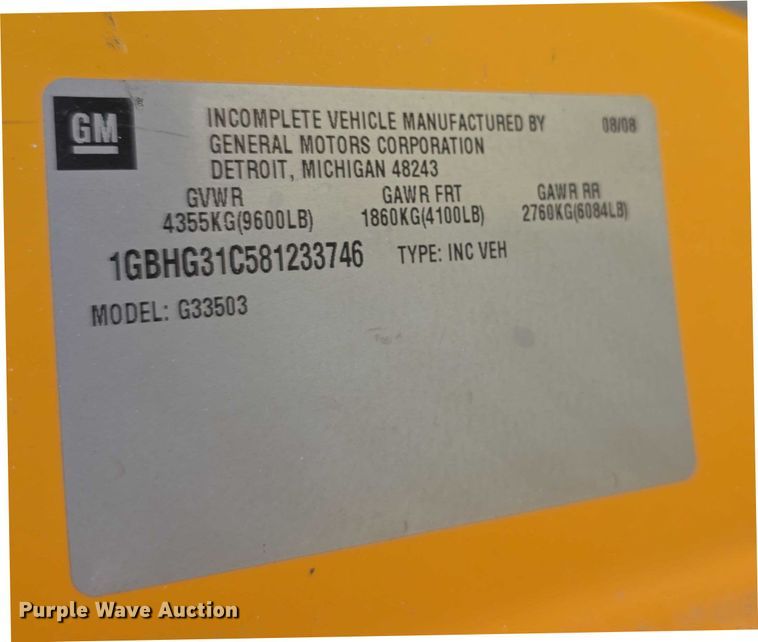 GM ®
INCOMPLETE VEHICLE MANUFACTURED BY 08/08
GENERAL MOTORS CORPORATION
DETROIT, MICHIGAN 48243
GVWR GAWR FRT GAWR RR
4355KG(9600LB) 1860KG(4100LB) 2760KG(6084LB)
1GBHG31C581233746 TYPE: INC VEH
MODEL: G33503
Purple Wave Auction